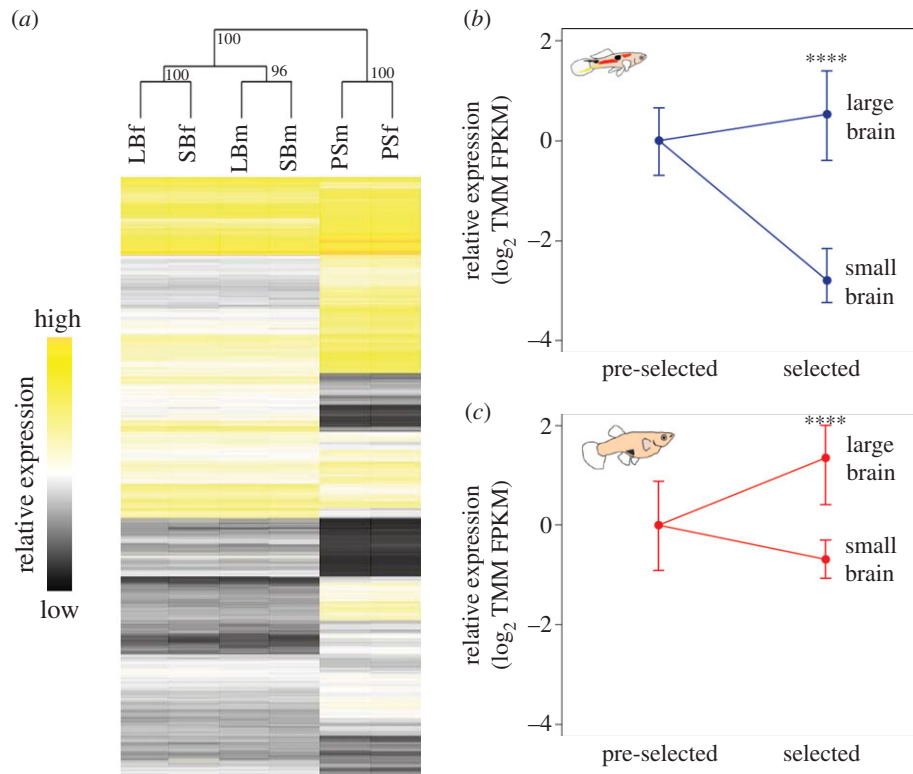 (a)
100
100
96
100
LBf
SBf
LBm
SBm
PSm
PSf
high
relative expression
low
(b)
relative expression
(log2 TMM FPKM)
2
0
–2
–4
****
large
brain
small
brain
pre-selected
selected
(c)
relative expression
(log2 TMM FPKM)
2
0
–2
–4
****
large
brain
small
brain
pre-selected
selected